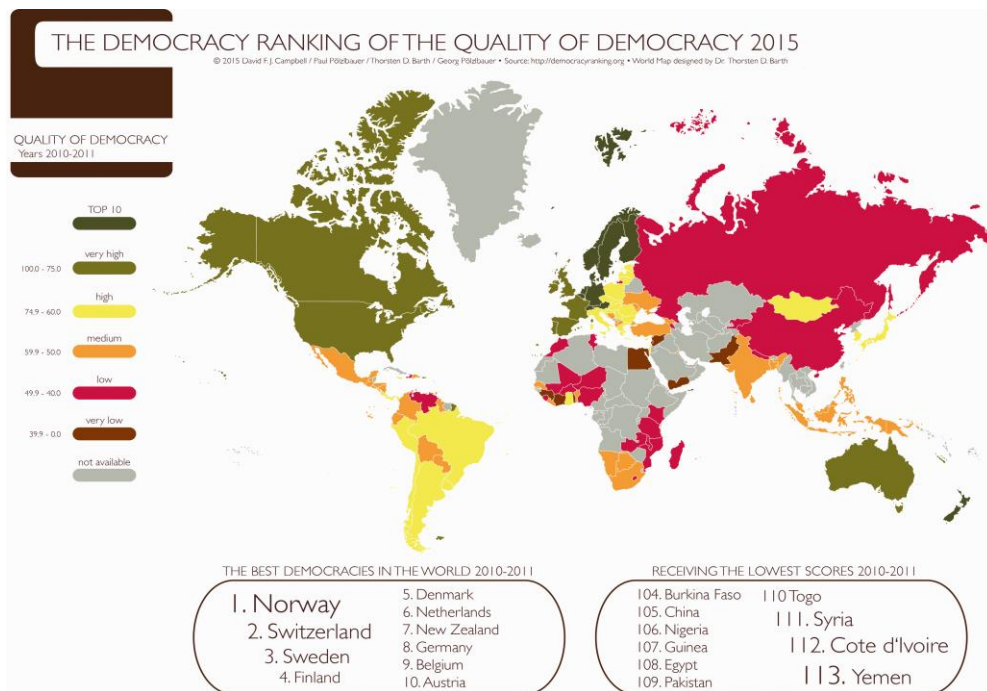 THE DEMOCRACY RANKING OF THE QUALITY OF DEMOCRACY 2015
© 2015 David F. J. Campbell / Paul Pölzlbauer / Thorsten D. Barth / Georg Pölzlbauer • Source: http://democracyranking.org • World Map designed by Dr. Thorsten D. Barth
QUALITY OF DEMOCRACY
Years 2010-2011
TOP 10
very high
100.0 - 75.0
high
74.9 - 60.0
medium
59.9 - 50.0
low
49.9 - 40.0
very low
39.9 - 0.0
not available
THE BEST DEMOCRACIES IN THE WORLD 2010-2011
1. Norway
2. Switzerland
3. Sweden
4. Finland
5. Denmark
6. Netherlands
7. New Zealand
8. Germany
9. Belgium
10. Austria
RECEIVING THE LOWEST SCORES 2010-2011
104. Burkina Faso
105. China
106. Nigeria
107. Guinea
108. Egypt
109. Pakistan
110 Togo
111. Syria
112. Cote d'Ivoire
113. Yemen